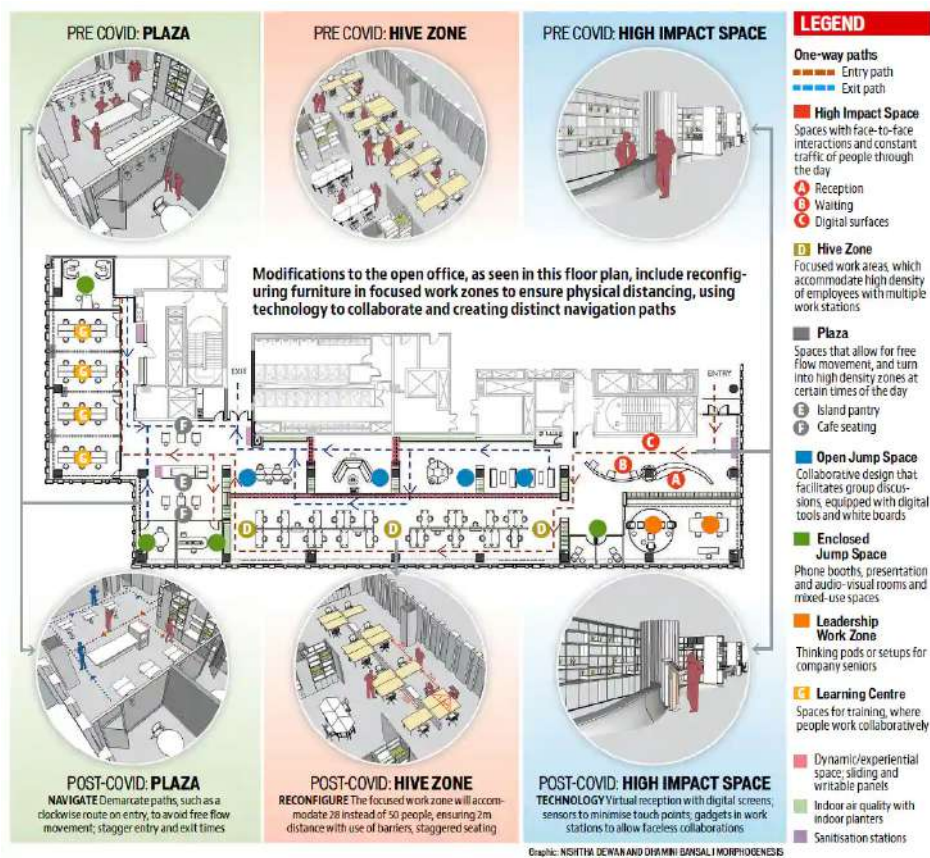 PRE COVID: PLAZA
PRE COVID: HIVE ZONE
PRE COVID: HIGH IMPACT SPACE
Modifications to the open office, as seen in this floor plan, include reconfig-
uring furniture in focused work zones to ensure physical distancing, using
technology to collaborate and creating distinct navigation paths
EXIT
ENTRY
G
G
G
G
F
E
F
D
D
D
C
B
A
POST-COVID: PLAZA
NAVIGATE Demarcate paths, such as a
clockwise route on entry, to avoid free flow
movement; stagger entry and exit times
POST-COVID: HIVE ZONE
RECONFIGURE The focused work zone will accom-
modate 28 instead of 50 people, ensuring 2m
distance with use of barriers, staggered seating
POST-COVID: HIGH IMPACT SPACE
TECHNOLOGY Virtual reception with digital screens;
sensors to minimise touch points; gadgets in work
stations to allow faceless collaborations
Graphic: NISHTHA DEWAN AND DHAMINI BANSAL I MORPHOGENESIS
LEGEND
One-way paths
Entry path
Exit path
High Impact Space
Spaces with face-to-face
interactions and constant
traffic of people through
the day
A Reception
B Waiting
C Digital surfaces
D Hive Zone
Focused work areas, which
accommodate high density
of employees with multiple
work stations
Plaza
Spaces that allow for free
flow movement, and turn
into high density zones at
certain times of the day
E Island pantry
F Cafe seating
Open Jump Space
Collaborative design that
facilitates group discus-
sions, equipped with digital
tools and white boards
Enclosed
Jump Space
Phone booths, presentation
and audio-visual rooms and
mixed-use spaces
Leadership
Work Zone
Thinking pods or setups for
company seniors
G Learning Centre
Spaces for training, where
people work collaboratively
Dynamic/experiential
space; sliding and
writable panels
Indoor air quality with
indoor planters
Sanitisation stations